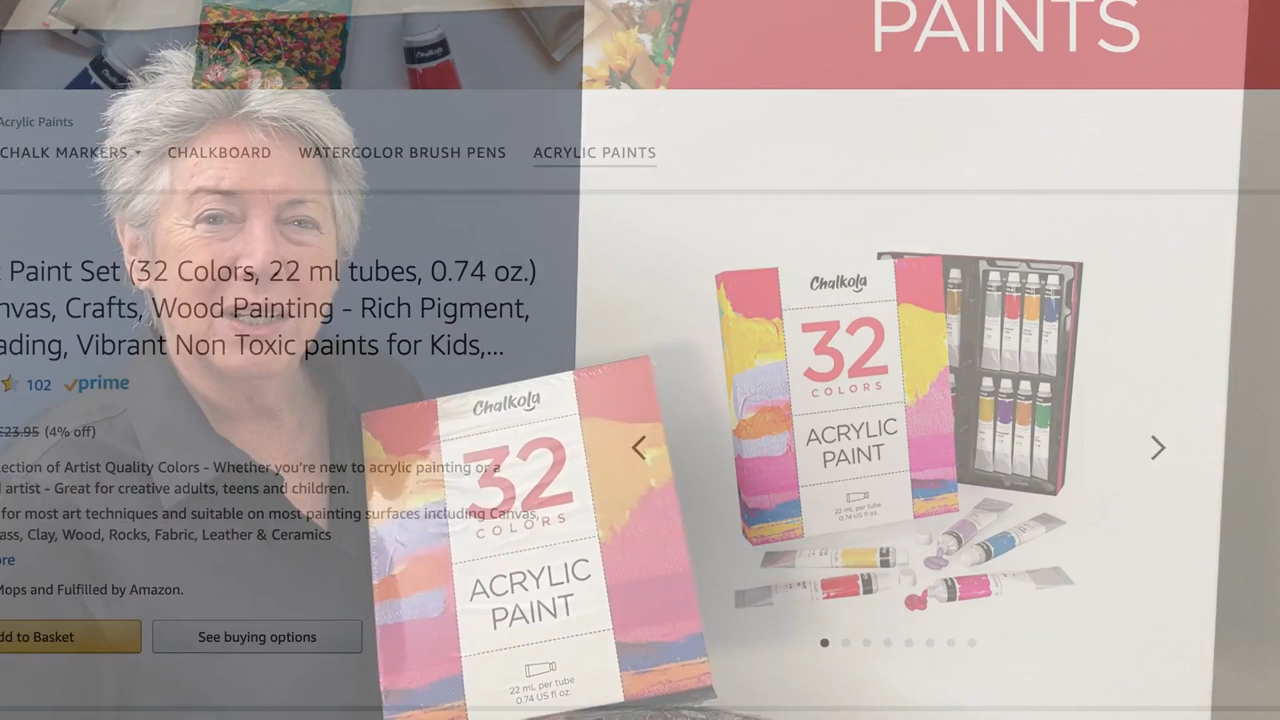 PAINTS
Chalkola
Chalkola
Acrylic Paints
CHALK MARKERS CHALKBOARD WATERCOLOR BRUSH PENS ACRYLIC PAINTS
Paint Set (32 Colors, 22 ml tubes, 0.74 oz.)
nvas, Crafts, Wood Painting - Rich Pigment,
ading, Vibrant Non Toxic paints for Kids,...
102 prime
£23.95 (4% off)
lection of Artist Quality Colors - Whether you're new to acrylic painting or a
artist - Great for creative adults, teens and children.
for most art techniques and suitable on most painting surfaces including Canvas,
ass, Clay, Wood, Rocks, Fabric, Leather & Ceramics
ore
Mops and Fulfilled by Amazon.
dd to Basket
See buying options
Chalkola
32
COLORS
ACRYLIC
PAINT
22 mL per tube
0.74 US fl oz.
Chalkola
32
COLORS
ACRYLIC
PAINT
22 mL per tube
0.74 US fl oz.